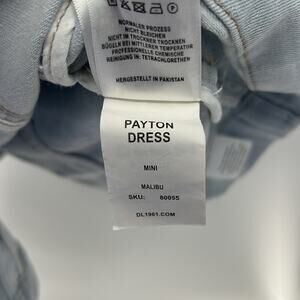 NORMALER PROZESS
NICHT BLEICHEN
NICHT IM TROCKNER TROCKNEN
BÜGELN BEI MITTLERER TEMPERATUR
PROFESSIONELLE CHEMISCHE
REINIGUNG IN: TETRACHLORETHEN
HERGESTELLT IN PAKISTAN
PAYTON
DRESS
MINI
MALIBU
SKU: 80055
DL1961.COM